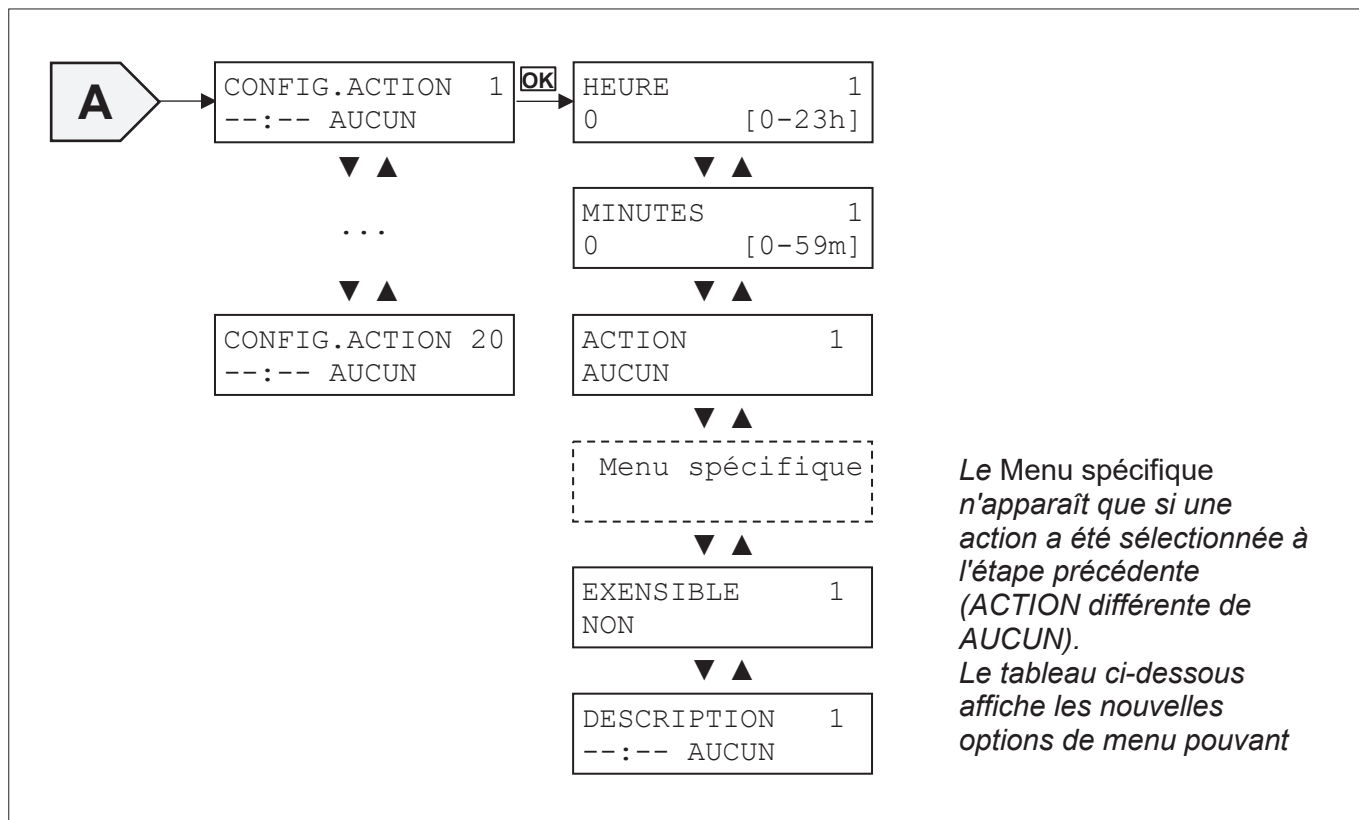 A
CONFIG.ACTION 1
--:-- AUCUN
OK
HEURE 1
0 [0-23h]
▼ ▲
▼ ▲
MINUTES 1
0 [0-59m]
...
▼ ▲
▼ ▲
CONFIG.ACTION 20
--:-- AUCUN
ACTION 1
AUCUN
▼ ▲
Menu spécifique
▼ ▲
EXENSIBLE 1
NON
▼ ▲
DESCRIPTION 1
--:-- AUCUN
Le Menu spécifique
n'apparaît que si une
action a été sélectionnée à
l'étape précédente
(ACTION différente de
AUCUN).
Le tableau ci-dessous
affiche les nouvelles
options de menu pouvant